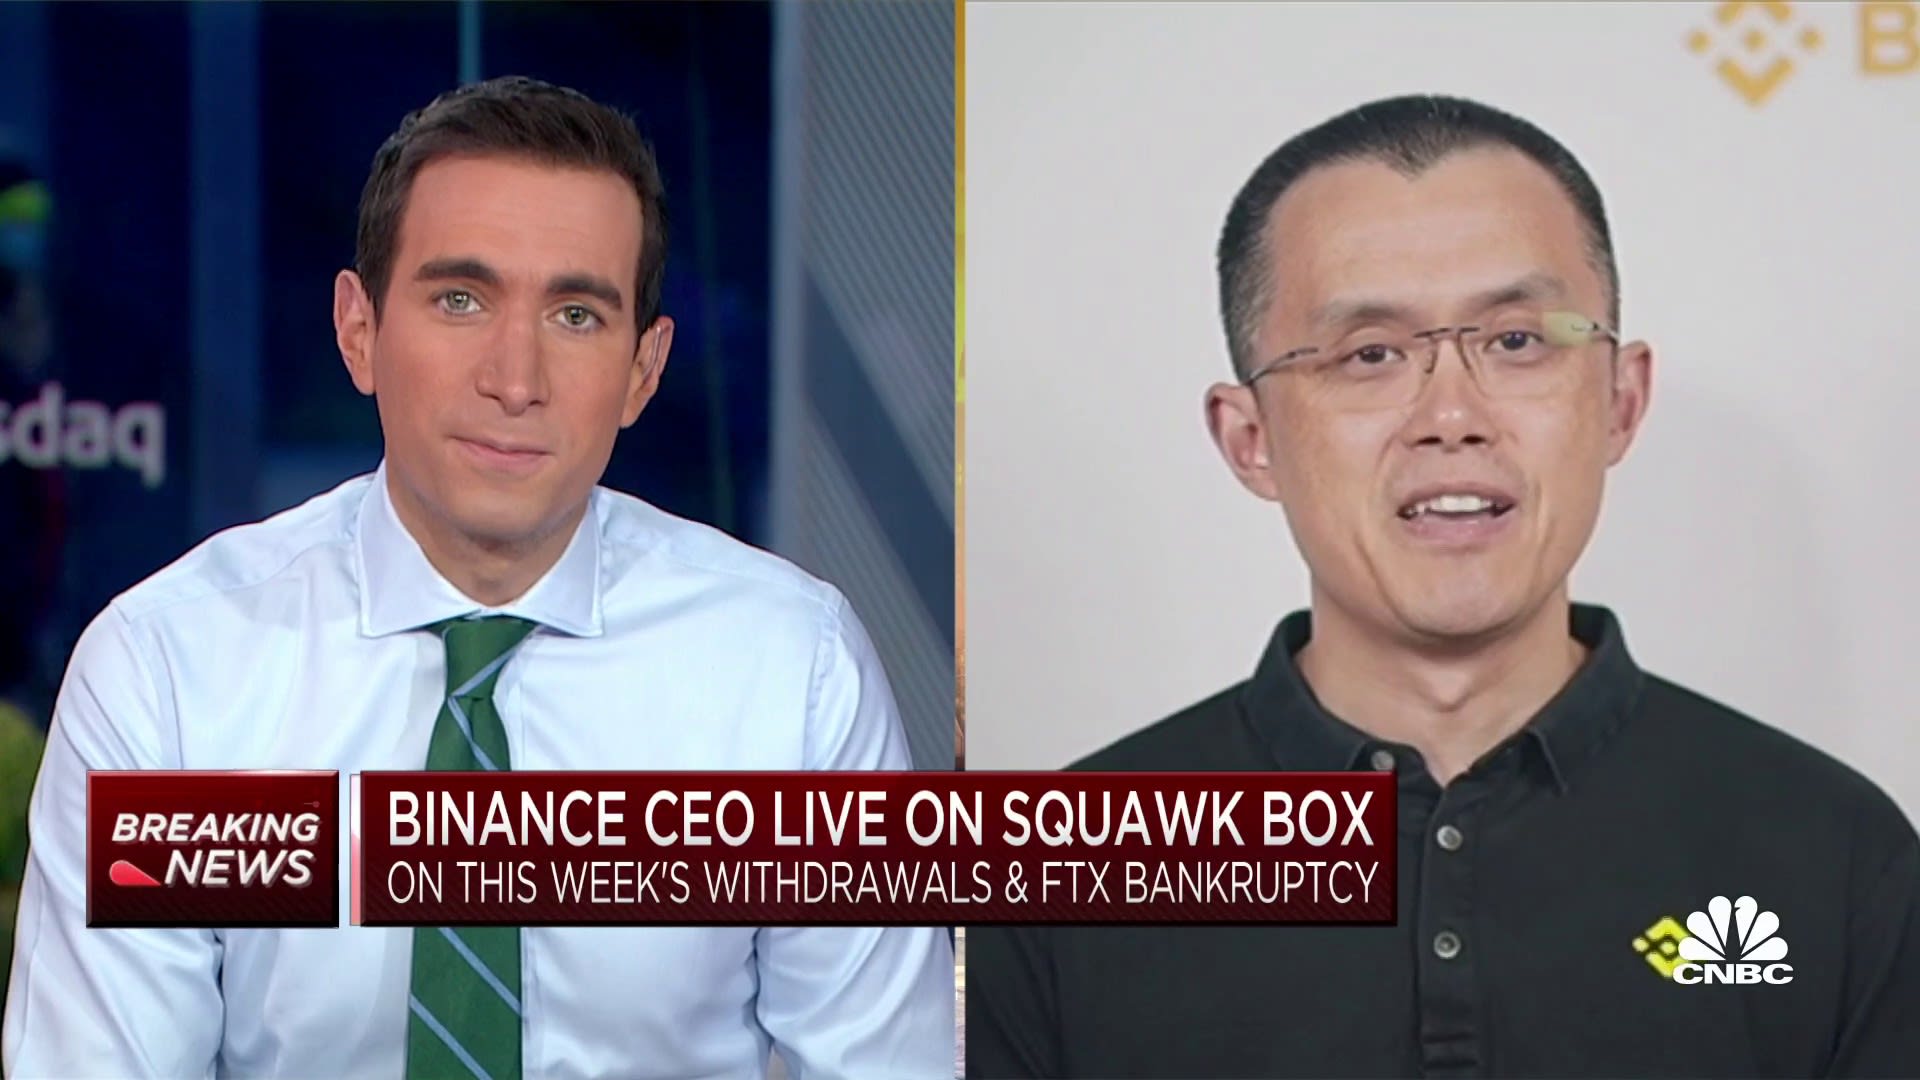 sdaq
B
BREAKING
NEWS
BINANCE CEO LIVE ON SQUAWK BOX
ON THIS WEEK'S WITHDRAWALS & FTX BANKRUPTCY
CNBC